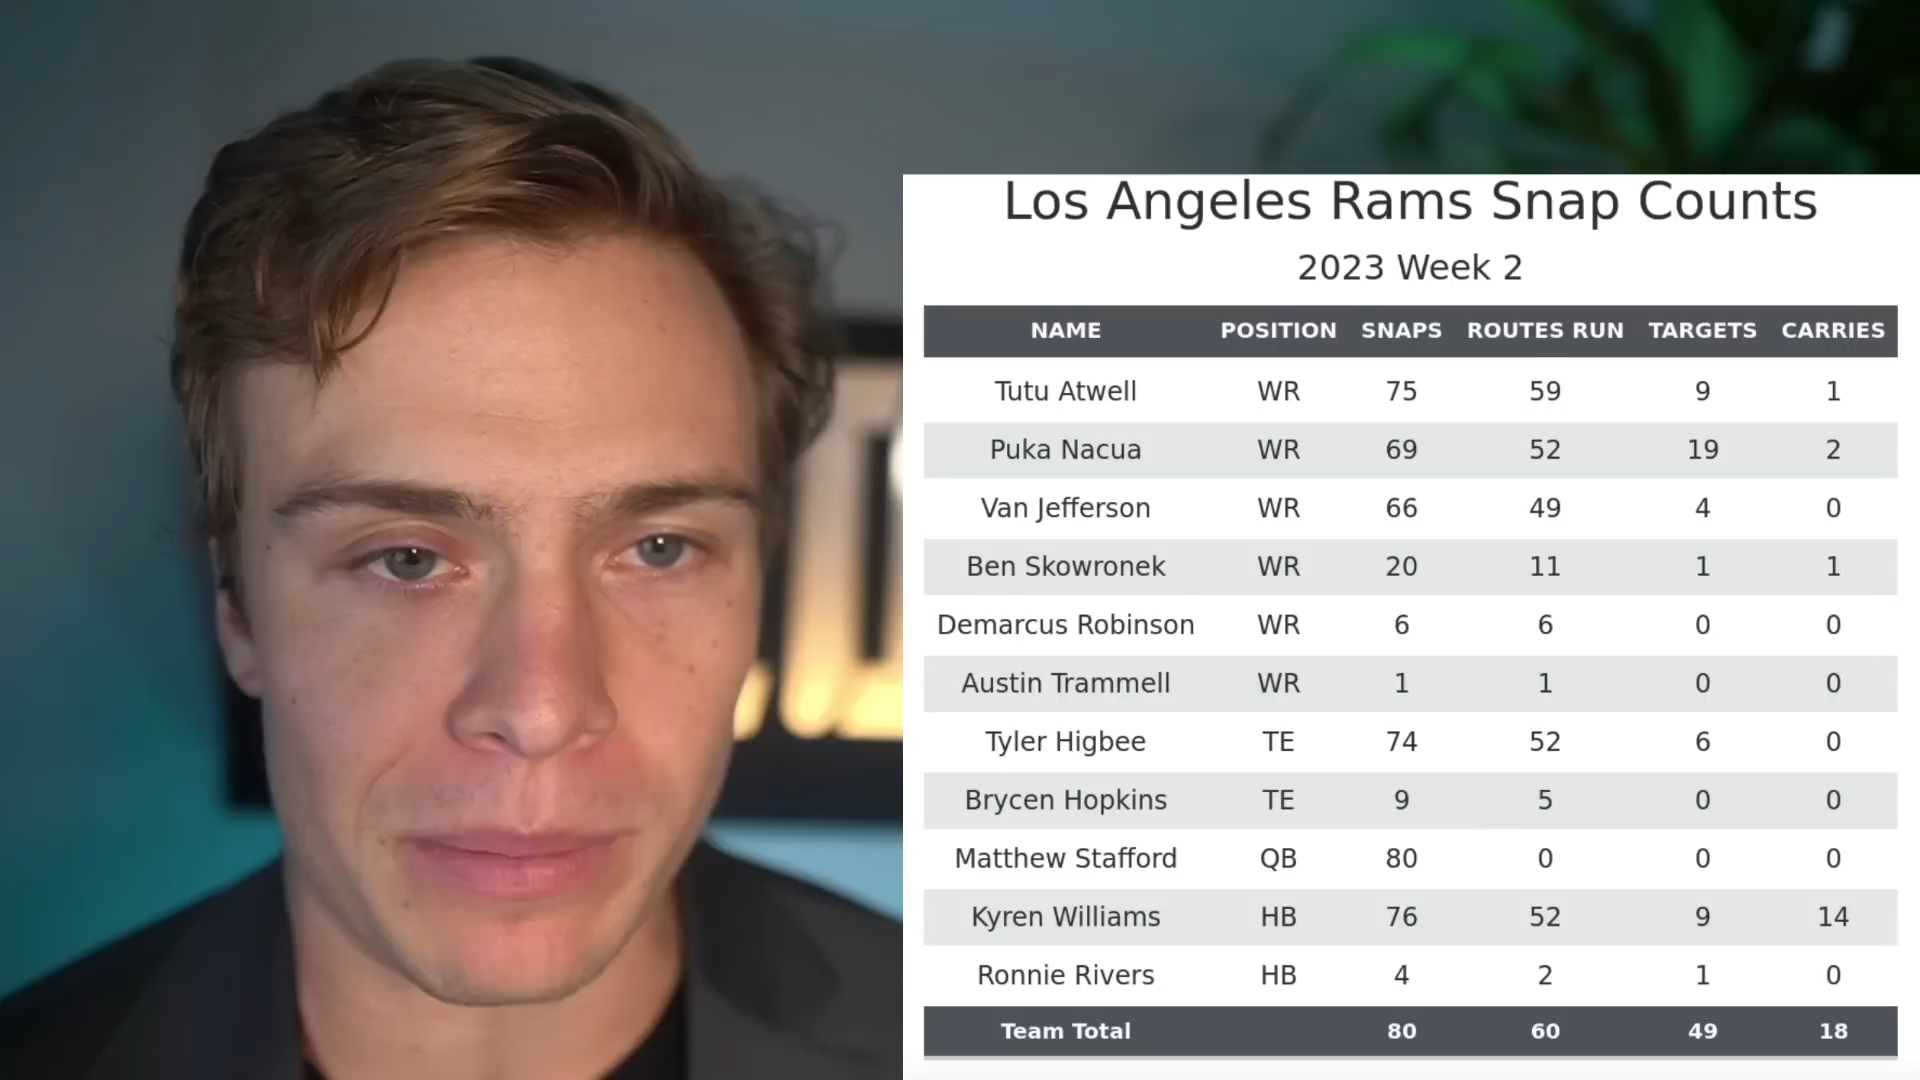 Los Angeles Rams Snap Counts
2023 Week 2
NAME POSITION SNAPS ROUTES RUN TARGETS CARRIES
Tutu Atwell WR 75 59 9 1
Puka Nacua WR 69 52 19 2
Van Jefferson WR 66 49 4 0
Ben Skowronek WR 20 11 1 1
Demarcus Robinson WR 6 6 0 0
Austin Trammell WR 1 1 0 0
Tyler Higbee TE 74 52 6 0
Brycen Hopkins TE 9 5 0 0
Matthew Stafford QB 80 0 0 0
Kyren Williams HB 76 52 9 14
Ronnie Rivers HB 4 2 1 0
Team Total 80 60 49 18